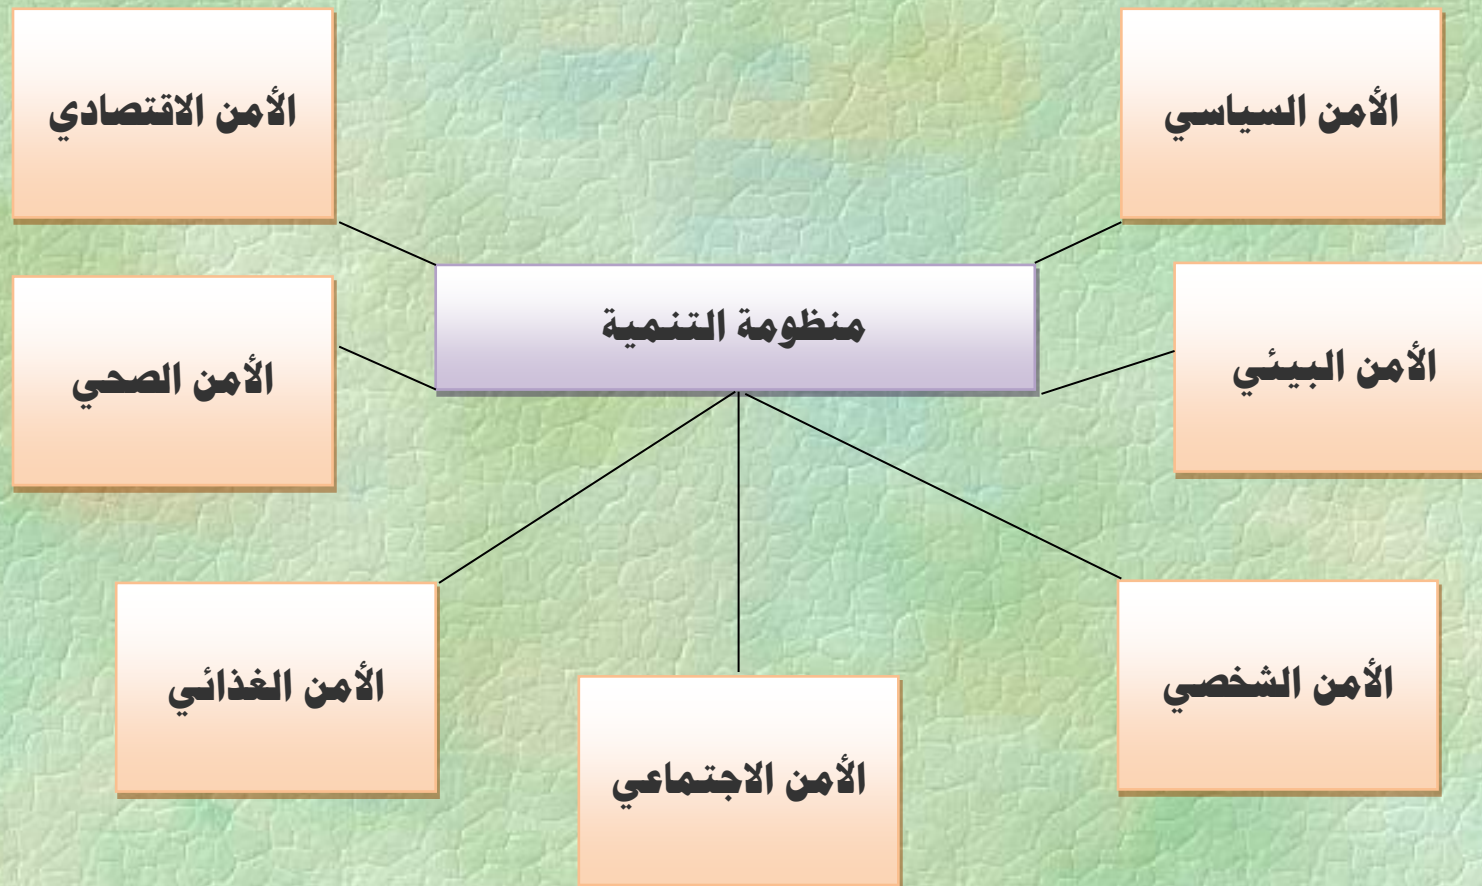 الأمن السياسي
الأمن الاقتصادي
منظومة التنمية
الأمن البيئي
الأمن الصحي
الأمن الشخصي
الأمن الغذائي
الأمن الاجتماعي